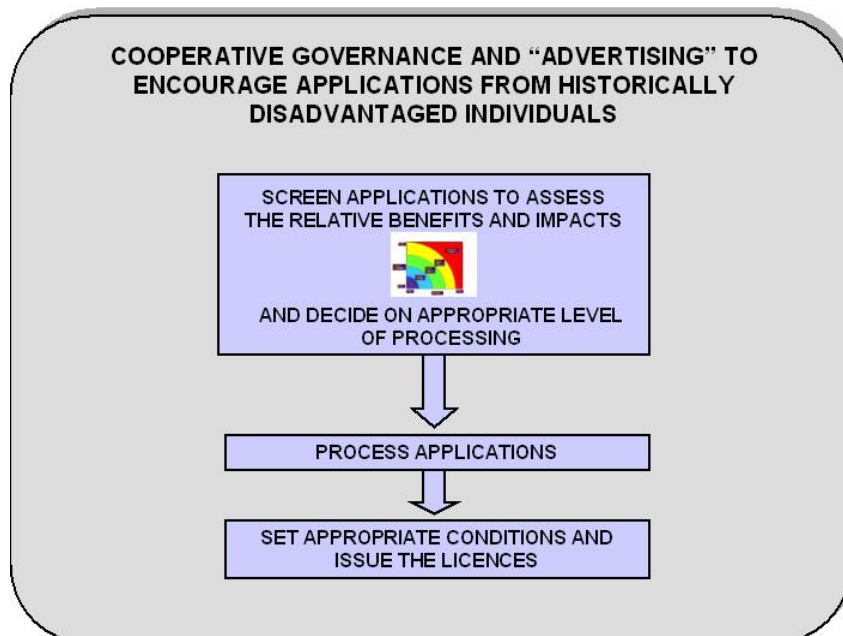 COOPERATIVE GOVERNANCE AND “ADVERTISING” TO
ENCOURAGE APPLICATIONS FROM HISTORICALLY
DISADVANTAGED INDIVIDUALS
SCREEN APPLICATIONS TO ASSESS
THE RELATIVE BENEFITS AND IMPACTS
AND DECIDE ON APPROPRIATE LEVEL
OF PROCESSING
PROCESS APPLICATIONS
SET APPROPRIATE CONDITIONS AND
ISSUE THE LICENCES